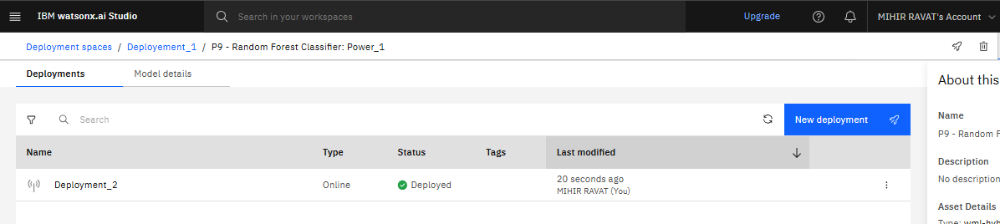 IBM watsonx.ai Studio
Search in your workspaces
Upgrade
MIHIR RAVAT's Account
Deployment spaces / Deployement_1 / P9 - Random Forest Classifier: Power_1
Deployments
Model details
About this
Search
New deployment
Name
P9 - Random F
Name Type Status Tags Last modified
Description
No description
Deployment_2 Online Deployed 20 seconds ago
MIHIR RAVAT (You)
Asset Details
Type: wml-hyb